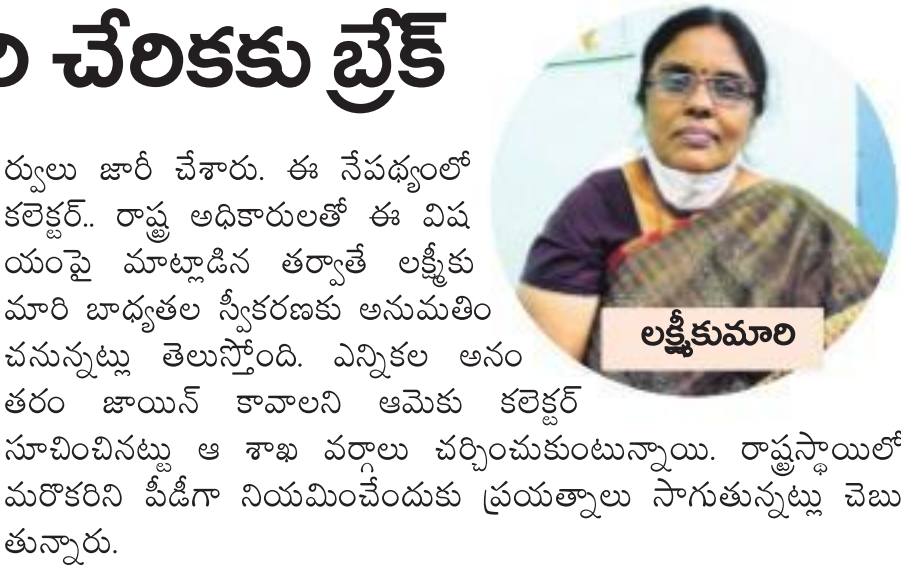 రి చేరికకు బ్రేక్
ర్వులు జారీ చేశారు. ఈ నేపథ్యంలో
కలెక్టర్.. రాష్ట్ర అధికారులతో ఈ విష
యంపై మాట్లాడిన తర్వాతే లక్ష్మీకు
మారి బాధ్యతల స్వీకరణకు అనుమతిం
చనున్నట్లు తెలుస్తోంది. ఎన్నికల అనం
తరం జాయిన్ కావాలని ఆమెకు కలెక్టర్
సూచించినట్టు ఆ శాఖ వర్గాలు చర్చించుకుంటున్నాయి. రాష్ట్రస్థాయిలో
మరొకరిని పీడీగా నియమించేందుకు ప్రయత్నాలు సాగుతున్నట్లు చెబు
తున్నారు.
లక్ష్మీకుమారి